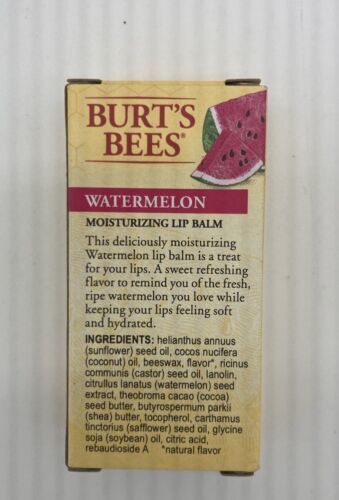 BURT'S
BEES®
WATERMELON
MOISTURIZING LIP BALM
This deliciously moisturizing
Watermelon lip balm is a treat
for your lips. A sweet refreshing
flavor to remind you of the fresh,
ripe watermelon you love while
keeping your lips feeling soft
and hydrated.
INGREDIENTS: helianthus annuus
(sunflower) seed oil, cocos nucifera
(coconut) oil, beeswax, flavor*, ricinus
communis (castor) seed oil, lanolin,
citrullus lanatus (watermelon) seed
extract, theobroma cacao (cocoa)
seed butter, butyrospermum parkii
(shea) butter, tocopherol, carthamus
tinctorius (safflower) seed oil, glycine
soja (soybean) oil, citric acid,
rebaudioside A *natural flavor